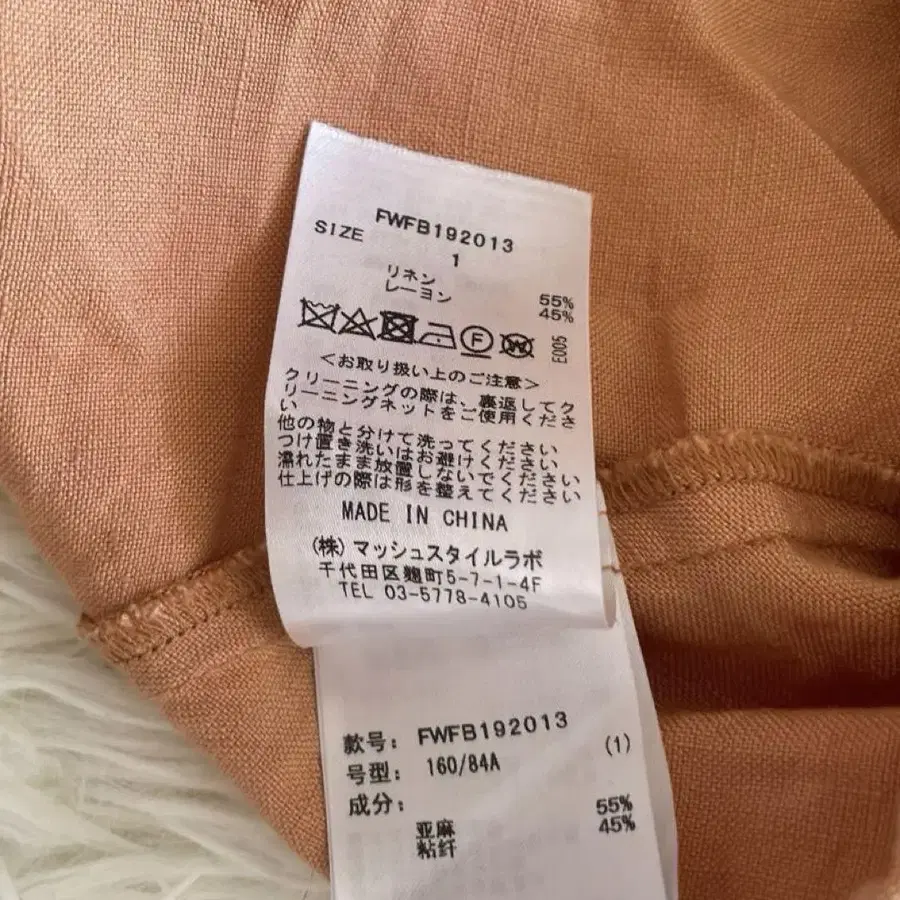 FWFB192013
SIZE
1
リネン 55%
レーヨン 45%
F W E005
＜お取り扱い上のご注意＞
クリーニングの際は、裏返してク
リーニングネットをご使用くださ
い
他の物と分けて洗ってください
つけ置き洗いはお避けください
濡れたまま放置しないでください
仕上げの際は形を整えてください
MADE IN CHINA
(株)マッシュスタイルラボ
千代田区麹町5-7-1-4F
TEL 03-5778-4105
款号: FWFB192013
号型: 160/84A (1)
成分:
亚麻 55%
粘纤 45%